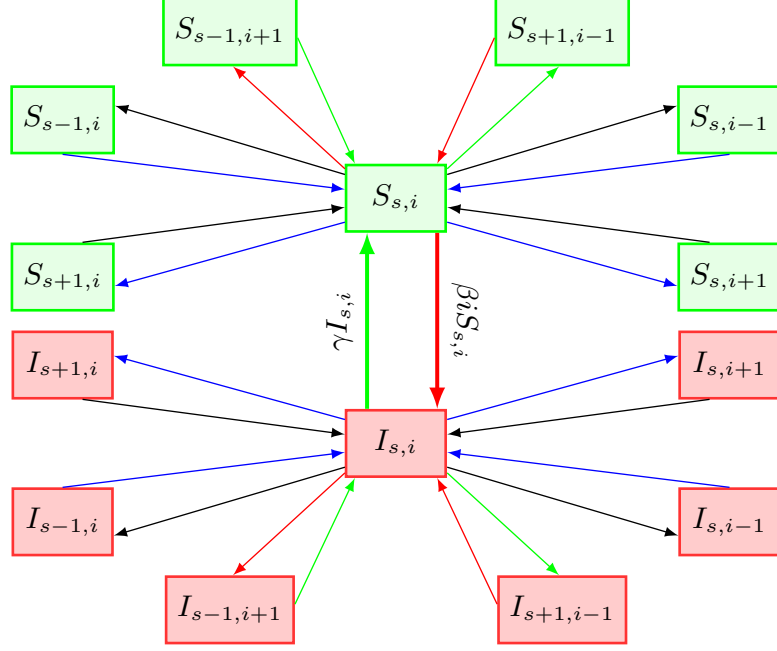 S_{s−1,i+1}
S_{s+1,i−1}
S_{s−1,i}
S_{s,i−1}
S_{s,i}
S_{s+1,i}
S_{s,i+1}
γI_{s,i}
βiS_{s,i}
I_{s+1,i}
I_{s,i+1}
I_{s,i}
I_{s−1,i}
I_{s,i−1}
I_{s−1,i+1}
I_{s+1,i−1}